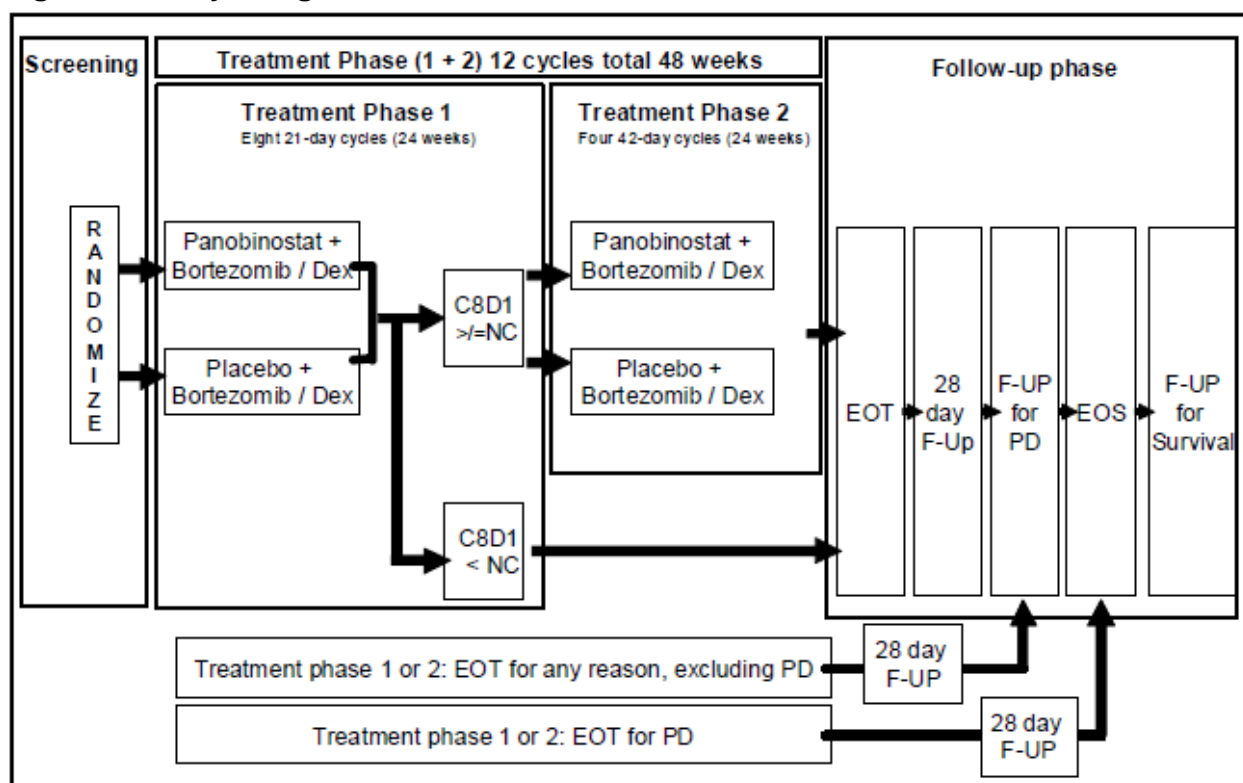 Screening
Treatment Phase (1 + 2) 12 cycles total 48 weeks
Follow-up phase
Treatment Phase 1
Eight 21-day cycles (24 weeks)
Treatment Phase 2
Four 42-day cycles (24 weeks)
R
A
N
D
O
M
I
Z
E
Panobinostat +
Bortezomib / Dex
Placebo +
Bortezomib / Dex
C8D1
>/=NC
C8D1
< NC
Panobinostat +
Bortezomib / Dex
Placebo +
Bortezomib / Dex
EOT
28
day
F-Up
F-UP
for
PD
EOS
F-UP
for
Survival
Treatment phase 1 or 2: EOT for any reason, excluding PD
28 day
F-UP
Treatment phase 1 or 2: EOT for PD
28 day
F-UP